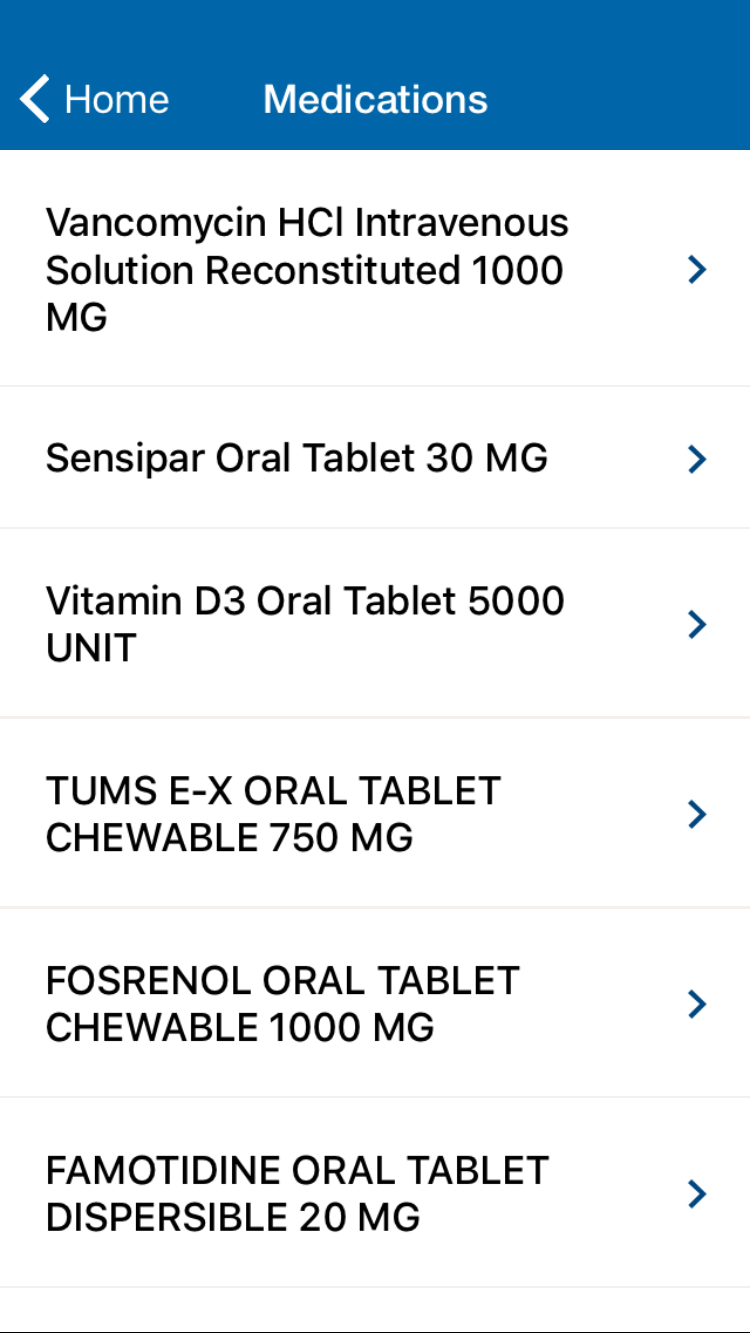 Home
Medications
Vancomycin HCl Intravenous
Solution Reconstituted 1000
MG
Sensipar Oral Tablet 30 MG
Vitamin D3 Oral Tablet 5000
UNIT
TUMS E-X ORAL TABLET
CHEWABLE 750 MG
FOSRENOL ORAL TABLET
CHEWABLE 1000 MG
FAMOTIDINE ORAL TABLET
DISPERSIBLE 20 MG